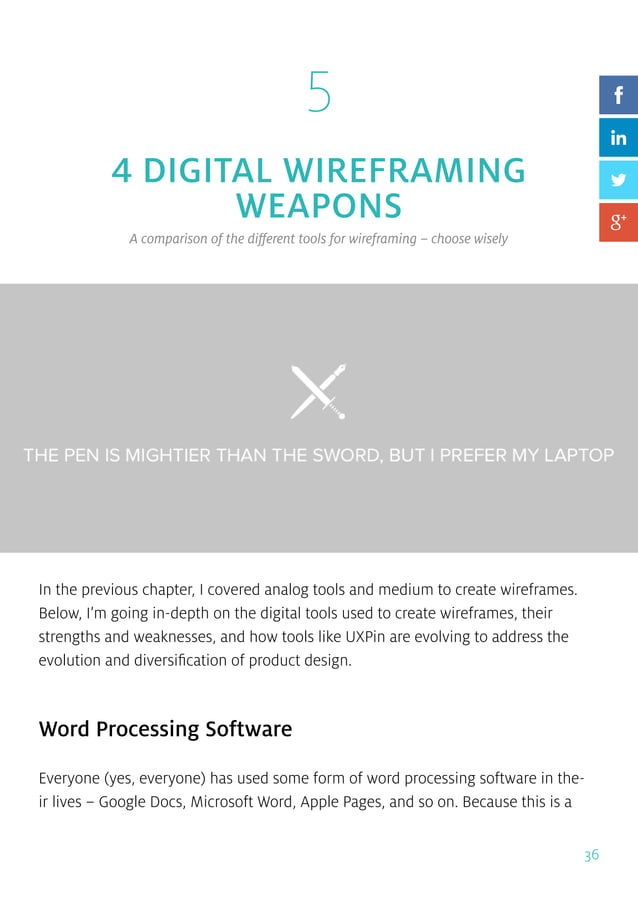 5
4 DIGITAL WIREFRAMING
WEAPONS
A comparison of the different tools for wireframing – choose wisely
f
in
g+
THE PEN IS MIGHTIER THAN THE SWORD, BUT I PREFER MY LAPTOP
In the previous chapter, I covered analog tools and medium to create wireframes.
Below, I’m going in-depth on the digital tools used to create wireframes, their
strengths and weaknesses, and how tools like UXPin are evolving to address the
evolution and diversification of product design.
Word Processing Software
Everyone (yes, everyone) has used some form of word processing software in the-
ir lives – Google Docs, Microsoft Word, Apple Pages, and so on. Because this is a
36